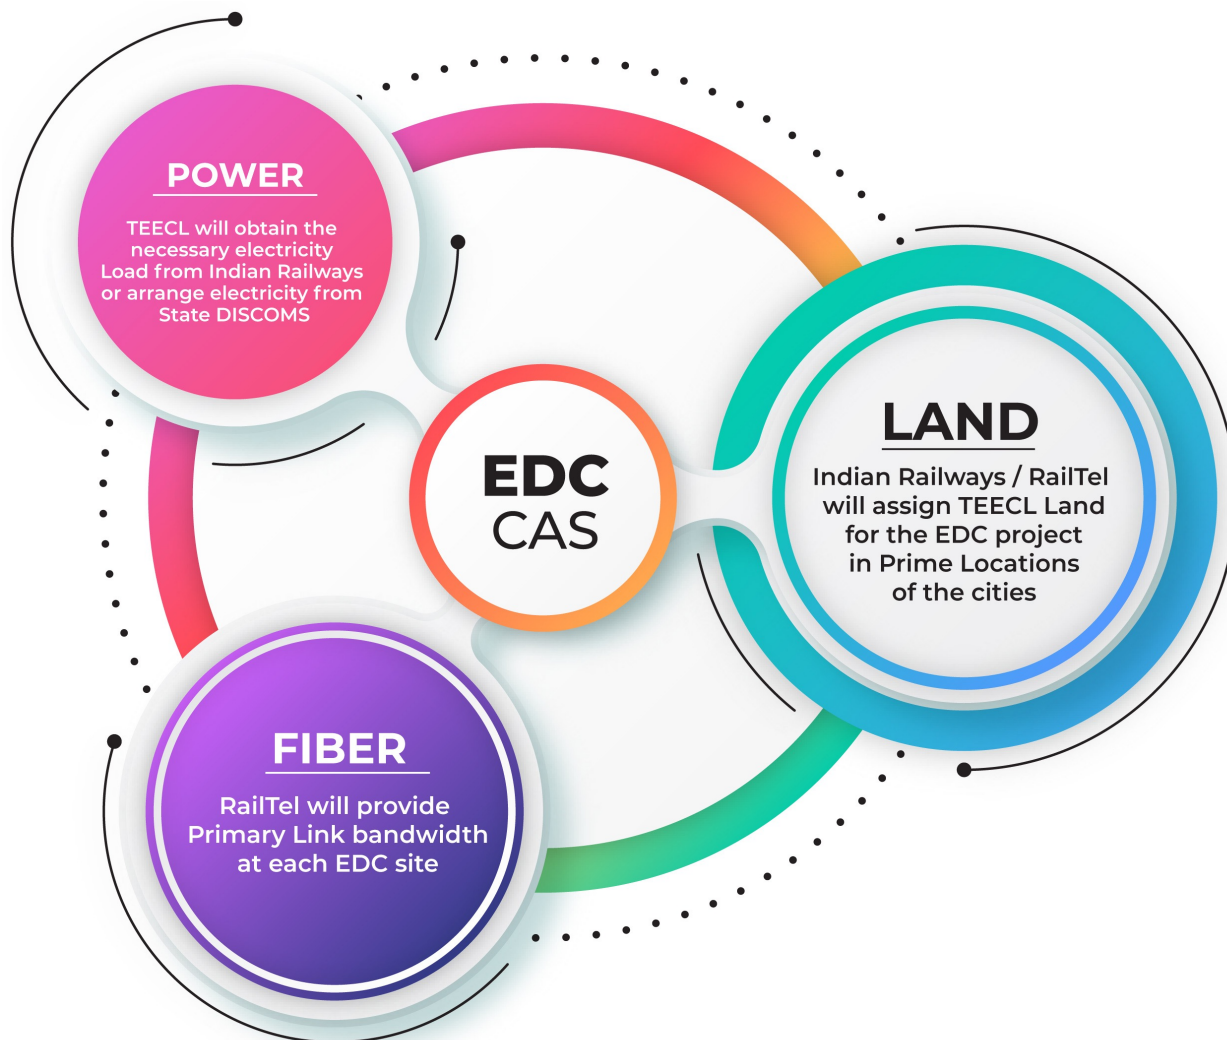 POWER
TEECL will obtain the
necessary electricity
Load from Indian Railways
or arrange electricity from
State DISCOMS
EDC
CAS
LAND
Indian Railways / RailTel
will assign TEECL Land
for the EDC project
in Prime Locations
of the cities
FIBER
RailTel will provide
Primary Link bandwidth
at each EDC site